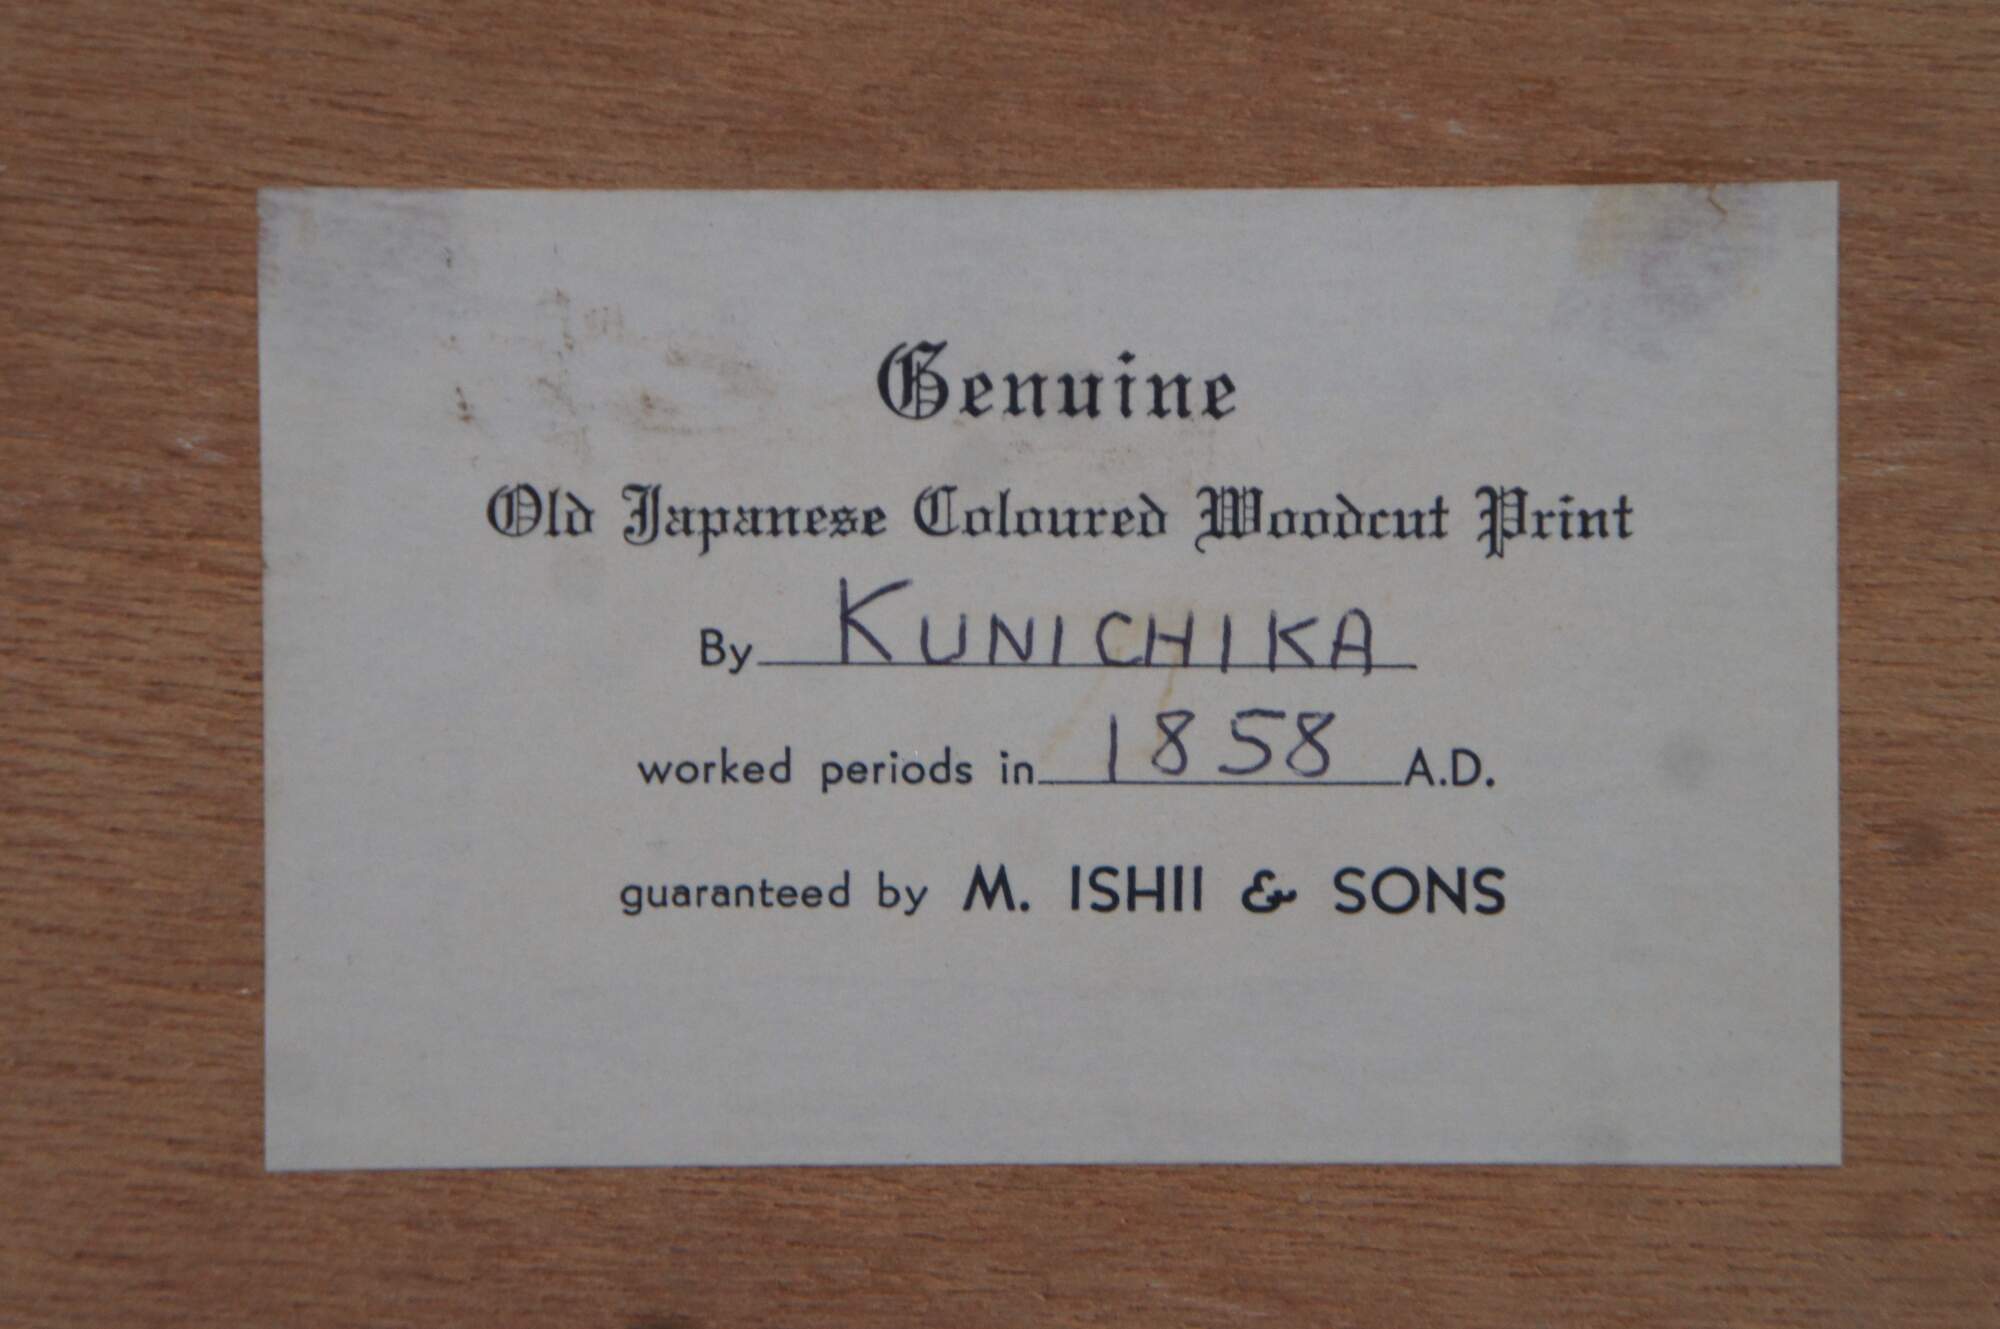 Genuine
Old Japanese Coloured Woodcut Print
By KUNICHIKA
worked periods in 1858 A.D.
guaranteed by M. ISHII & SONS